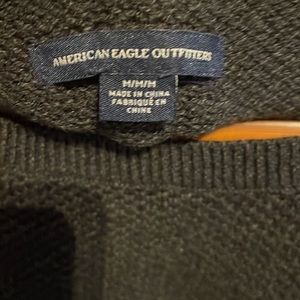 AMERICAN EAGLE OUTFITTERS
M/M/M
MADE IN CHINA
FABRIQUÉ EN
CHINE